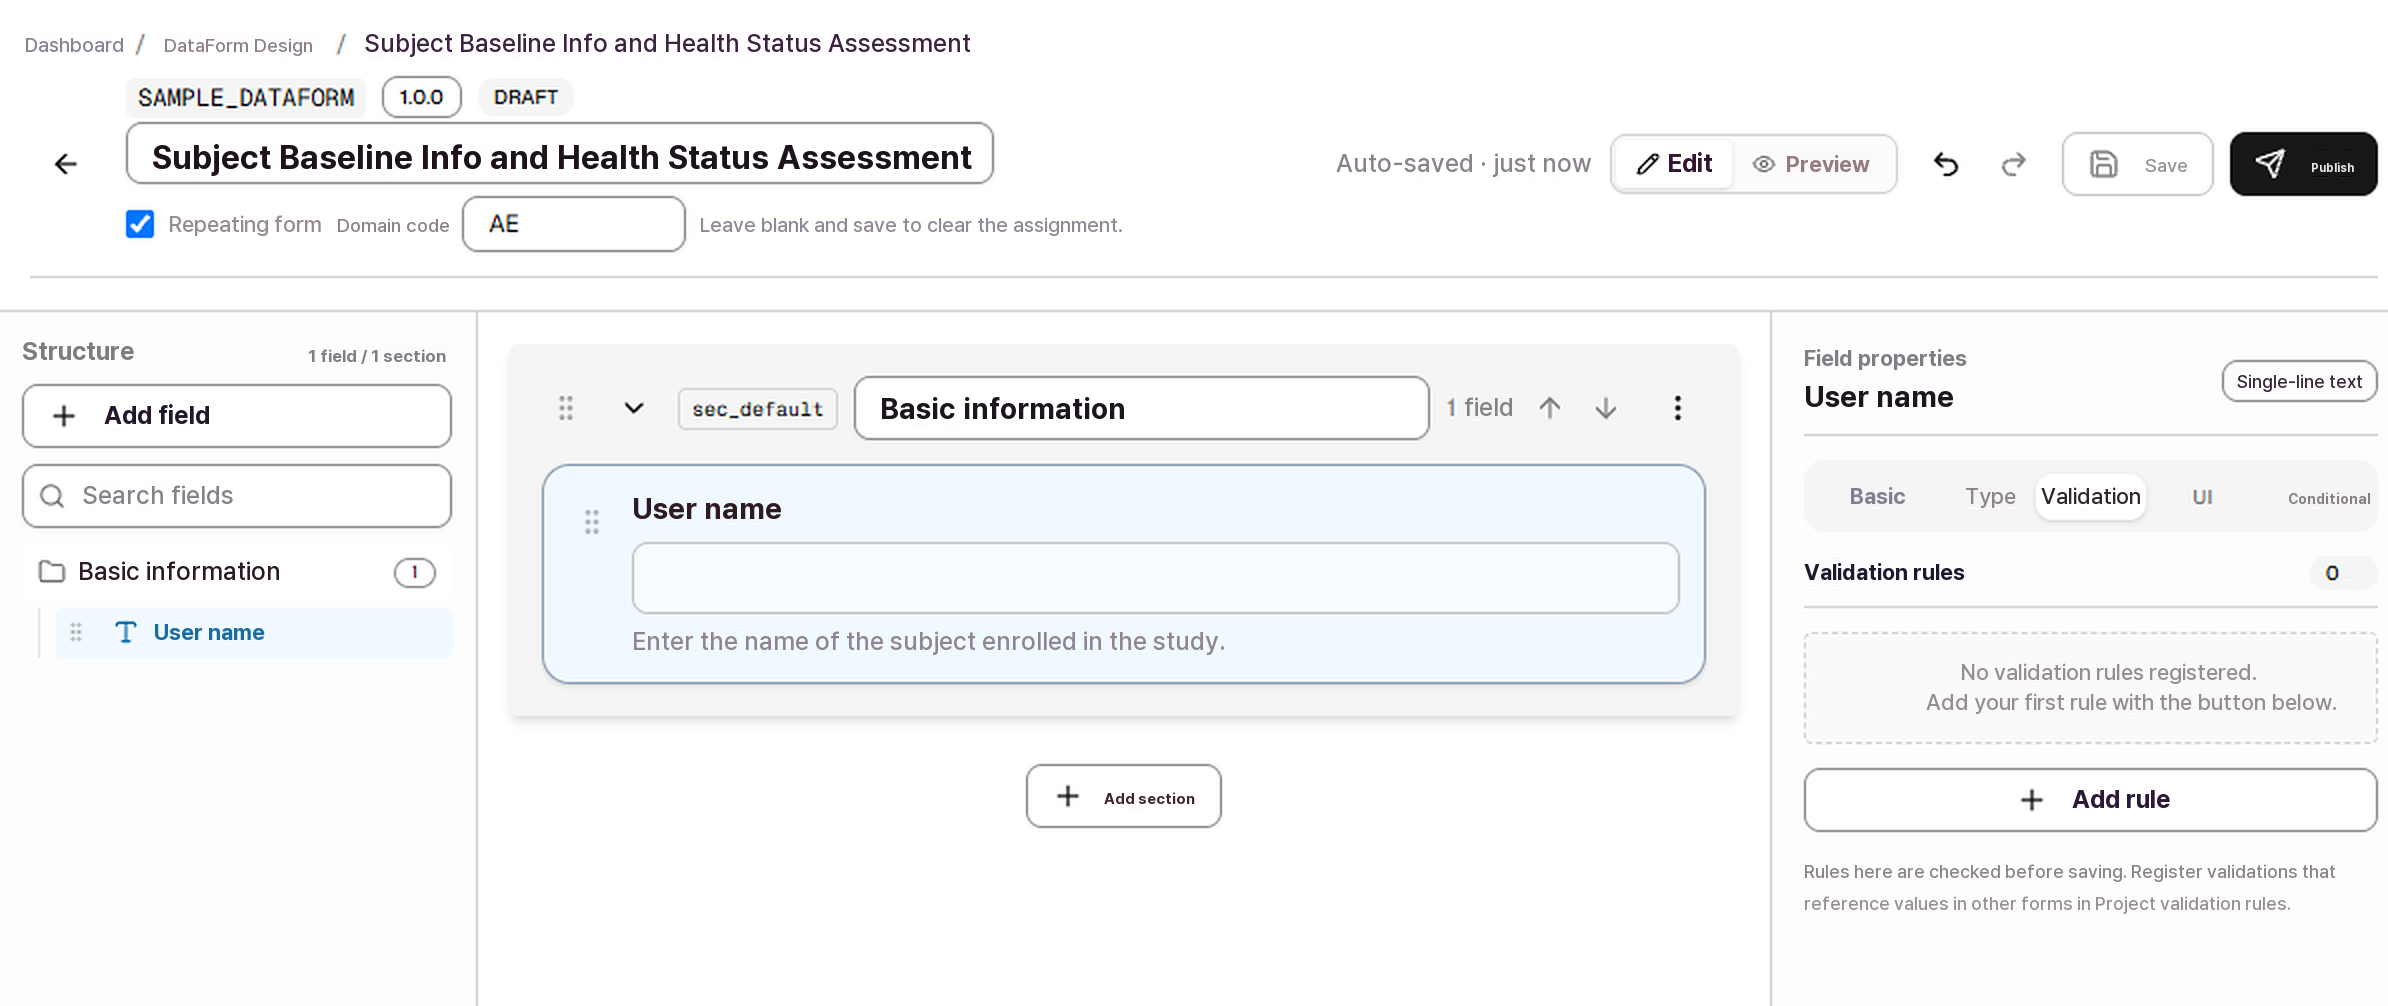 Dashboard / DataForm Design / Subject Baseline Info and Health Status Assessment
SAMPLE_DATAFORM 1.0.0 DRAFT
Subject Baseline Info and Health Status Assessment
Auto-saved · just now Edit Preview Save Publish
Repeating form Domain code AE Leave blank and save to clear the assignment.
Structure 1 field / 1 section
Add field
Search fields
Basic information 1
User name
sec_default Basic information 1 field
User name
Enter the name of the subject enrolled in the study.
Add section
Field properties
User name Single-line text
Basic Type Validation UI Conditional
Validation rules 0
No validation rules registered.
Add your first rule with the button below.
Add rule
Rules here are checked before saving. Register validations that
reference values in other forms in Project validation rules.